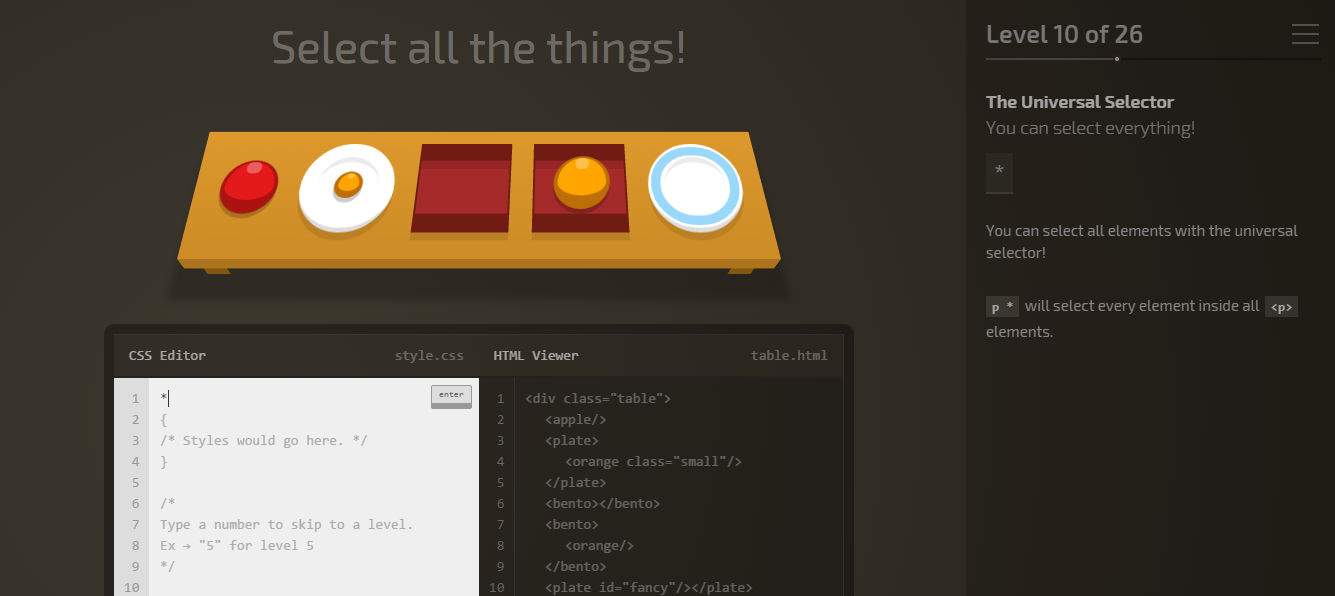 Select all the things!
Level 10 of 26
The Universal Selector
You can select everything!
*
You can select all elements with the universal
selector!
p * will select every element inside all <p>
elements.
CSS Editor
style.css
1 *
enter
2 {
3 /* Styles would go here. */
4 }
5
6 /*
7 Type a number to skip to a level.
8 Ex → "5" for level 5
9 */
10
HTML Viewer
table.html
1 <div class="table">
2 <apple/>
3 <plate>
4 <orange class="small"/>
5 </plate>
6 <bento></bento>
7 <bento>
8 <orange/>
9 </bento>
10 <plate id="fancy"/></plate>